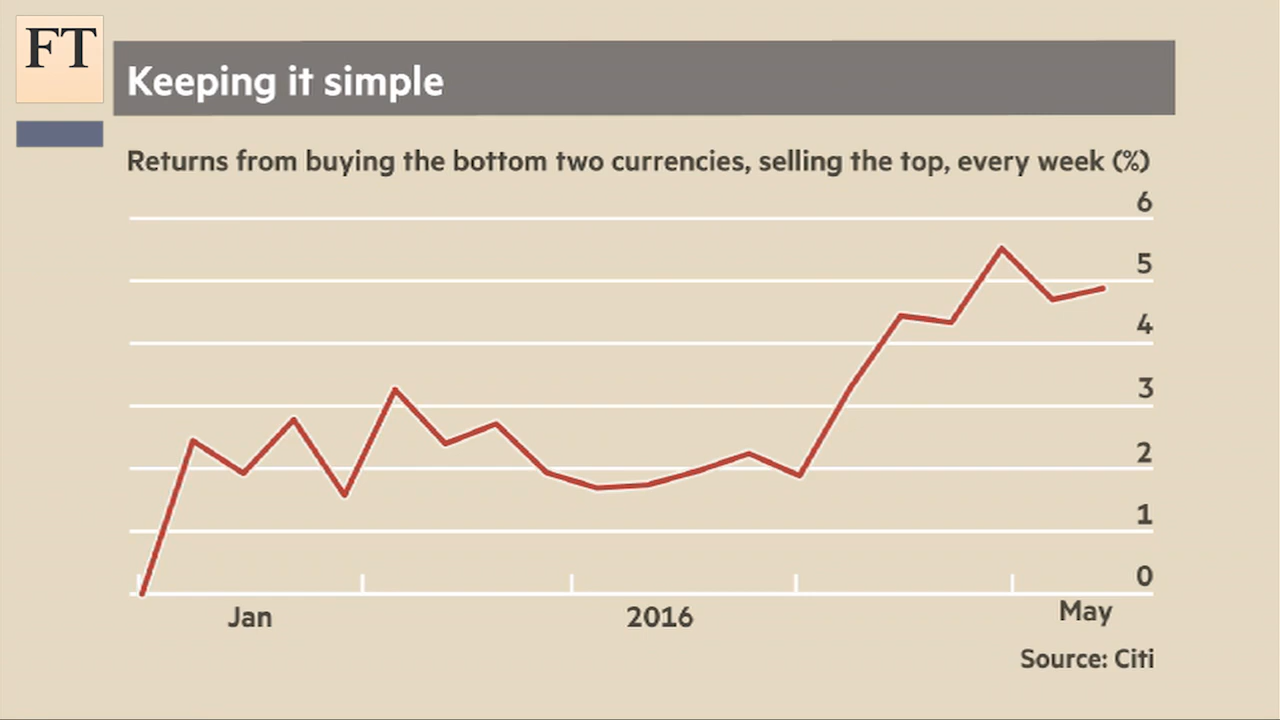 FT
Keeping it simple
Returns from buying the bottom two currencies, selling the top, every week (%)
6
5
4
3
2
1
0
Jan 2016 May
Source: Citi